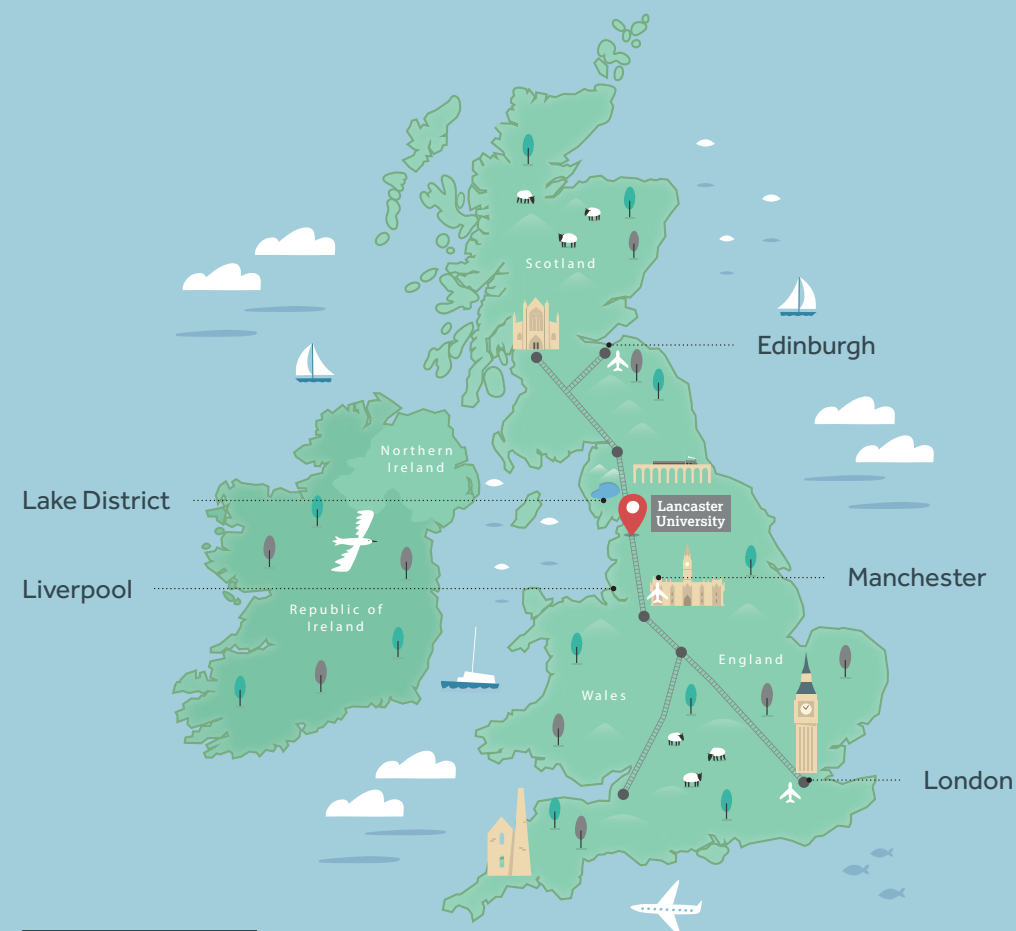 Scotland
Edinburgh
Northern
Ireland
Lake District
Lancaster
University
Manchester
Liverpool
Republic of
Ireland
England
Wales
London